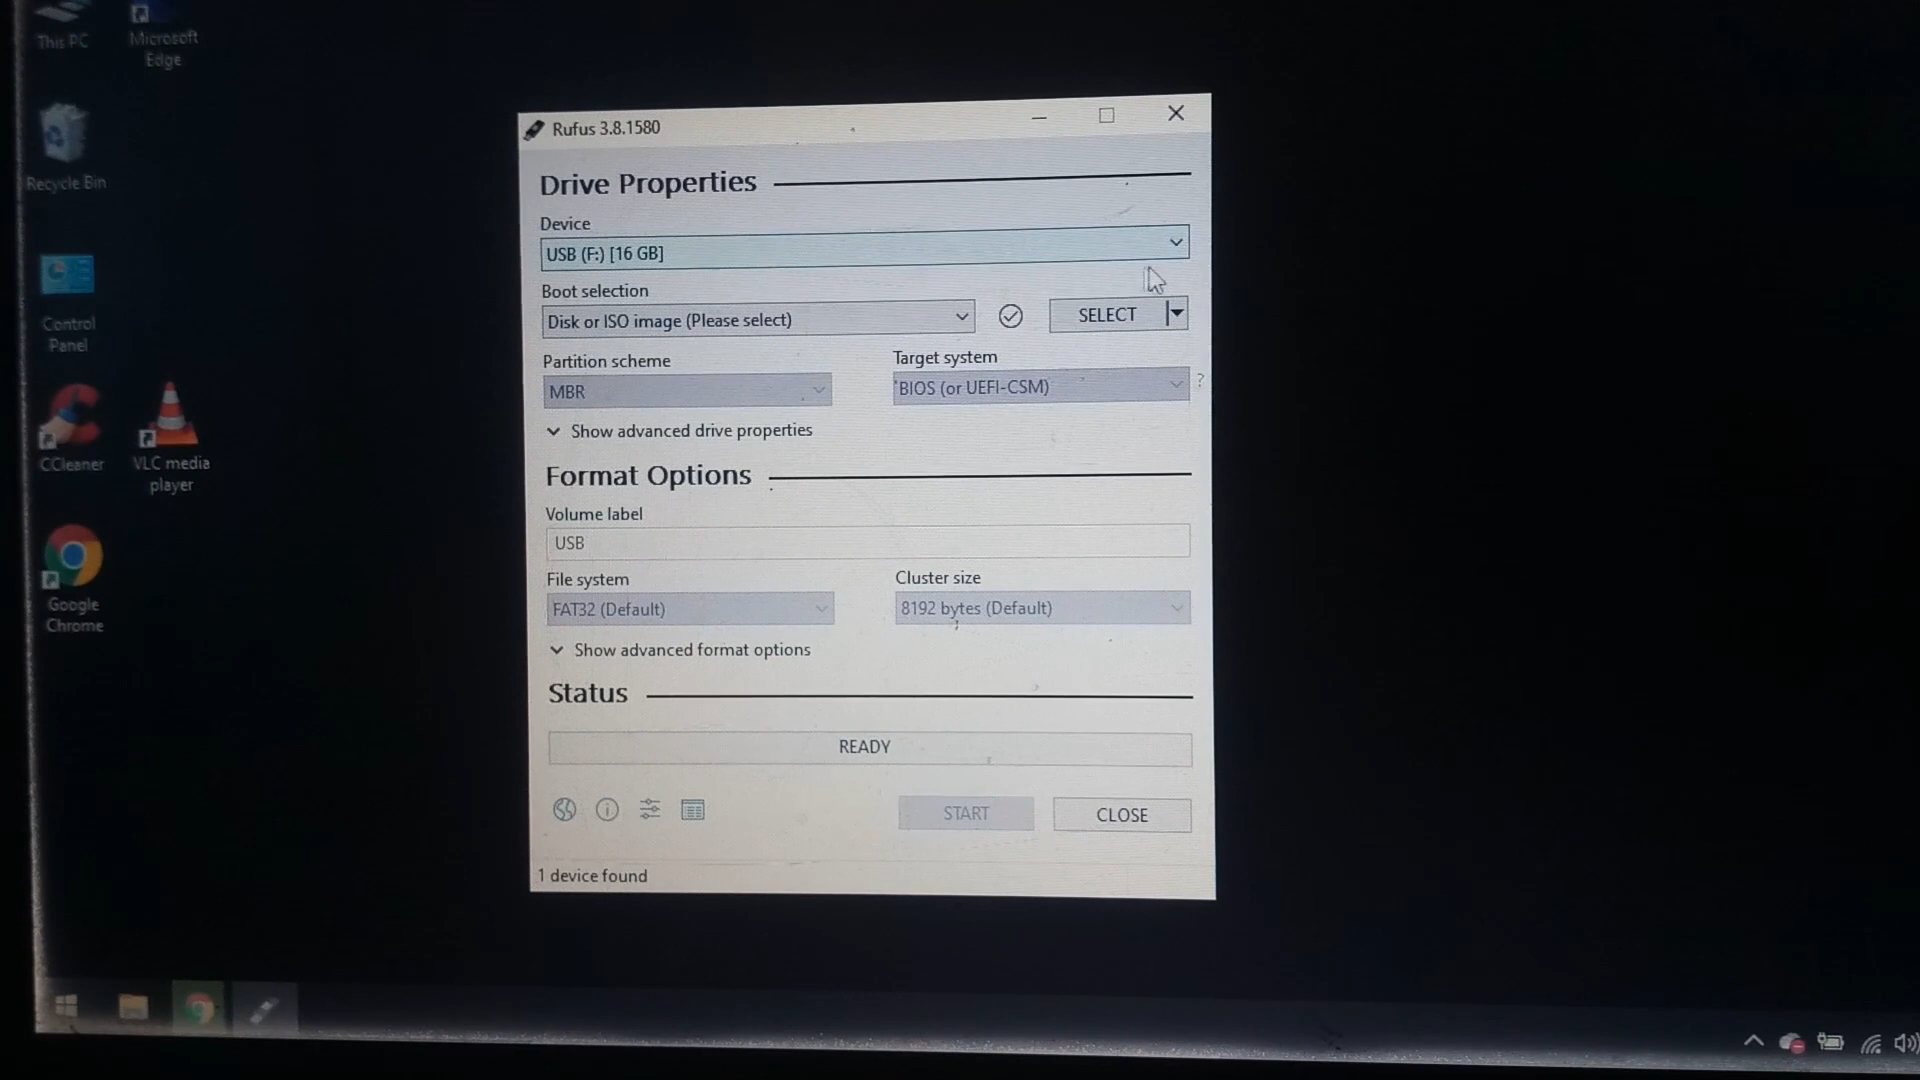 This PC
Microsoft
Edge
Recycle Bin
Control
Panel
CCleaner
VLC media
player
Google
Chrome
Rufus 3.8.1580
Drive Properties
Device
USB (F:) [16 GB]
Boot selection
Disk or ISO image (Please select)
SELECT
Partition scheme
Target system
MBR
BIOS (or UEFI-CSM)
?
Show advanced drive properties
Format Options
Volume label
USB
File system
Cluster size
FAT32 (Default)
8192 bytes (Default)
Show advanced format options
Status
READY
START
CLOSE
1 device found